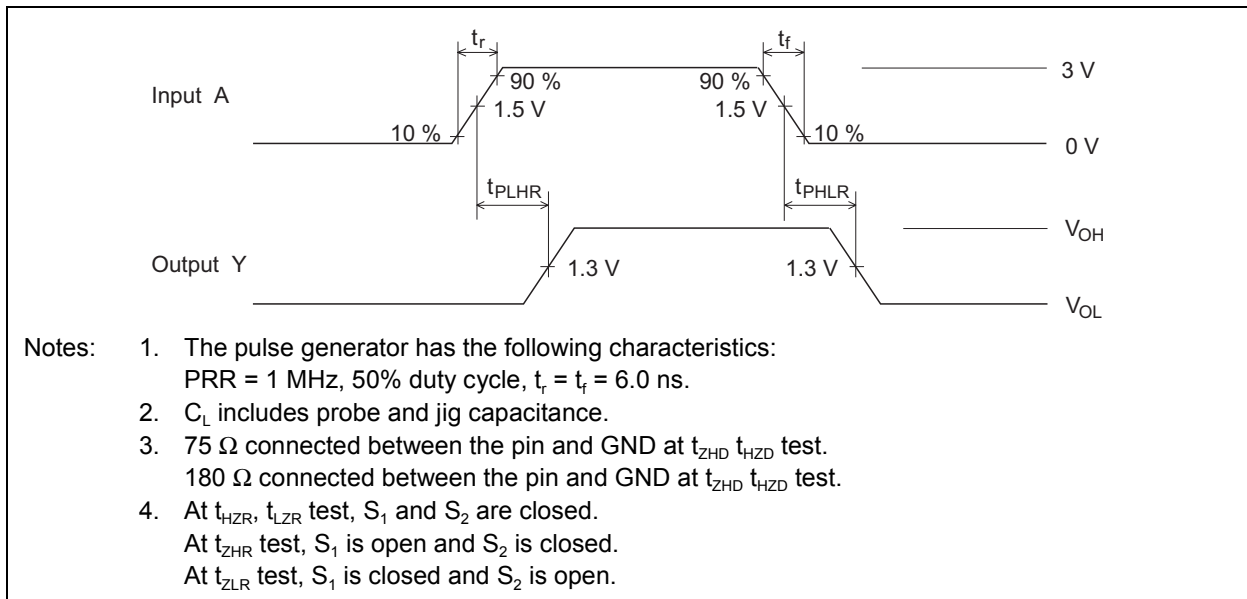 tr tf
90 % 90 % 3 V
Input A 1.5 V 1.5 V
10 % 10 % 0 V
tPLHR tPHLR
VOH
Output Y 1.3 V 1.3 V
VOL
Notes: 1. The pulse generator has the following characteristics:
PRR = 1 MHz, 50% duty cycle, tr = tf = 6.0 ns.
2. CL includes probe and jig capacitance.
3. 75 Ω connected between the pin and GND at tZHD tHZD test.
180 Ω connected between the pin and GND at tZHD tHZD test.
4. At tHZR, tLZR test, S1 and S2 are closed.
At tZHR test, S1 is open and S2 is closed.
At tZLR test, S1 is closed and S2 is open.